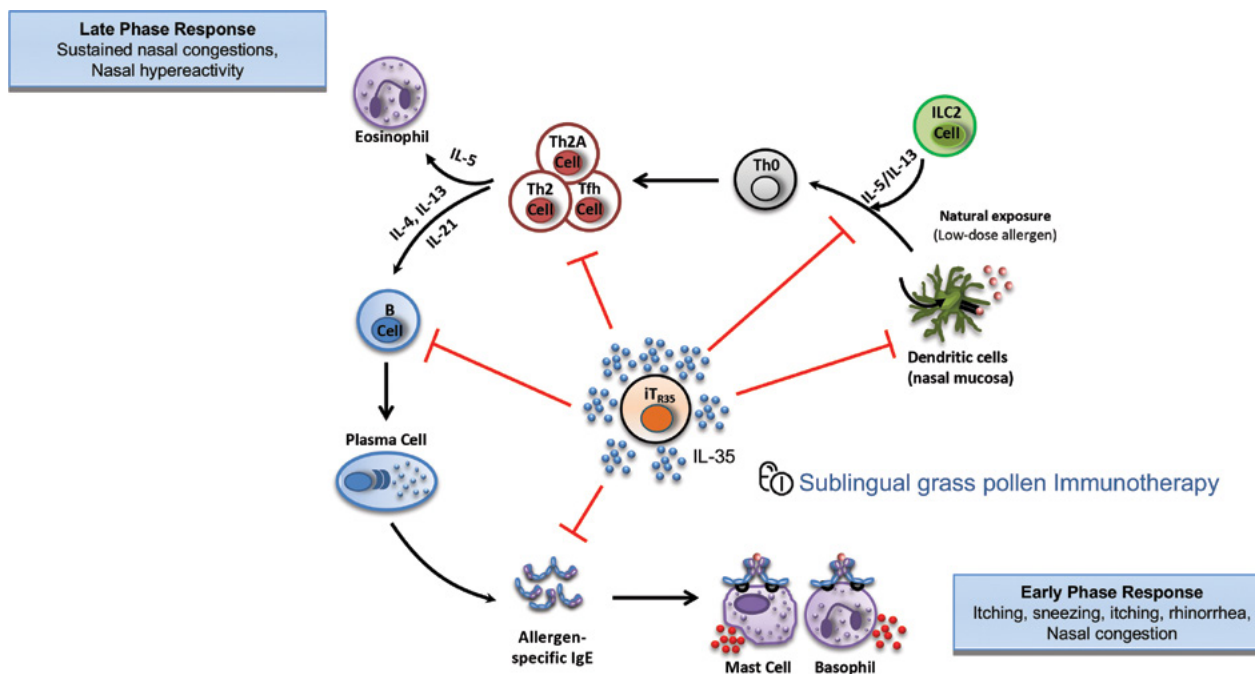 Late Phase Response
Sustained nasal congestions,
Nasal hypereactivity
Eosinophil
IL-5
IL-4, IL-13
IL-21
Th2A
Cell
Th2
Cell
Tfh
Cell
Th0
ILC2
Cell
IL-5/IL-13
Natural exposure
(Low-dose allergen)
Dendritic cells
(nasal mucosa)
B
Cell
iTR35
IL-35
Plasma Cell
Sublingual grass pollen Immunotherapy
Allergen-
specific IgE
Mast Cell
Basophil
Early Phase Response
Itching, sneezing, itching, rhinorrhea,
Nasal congestion